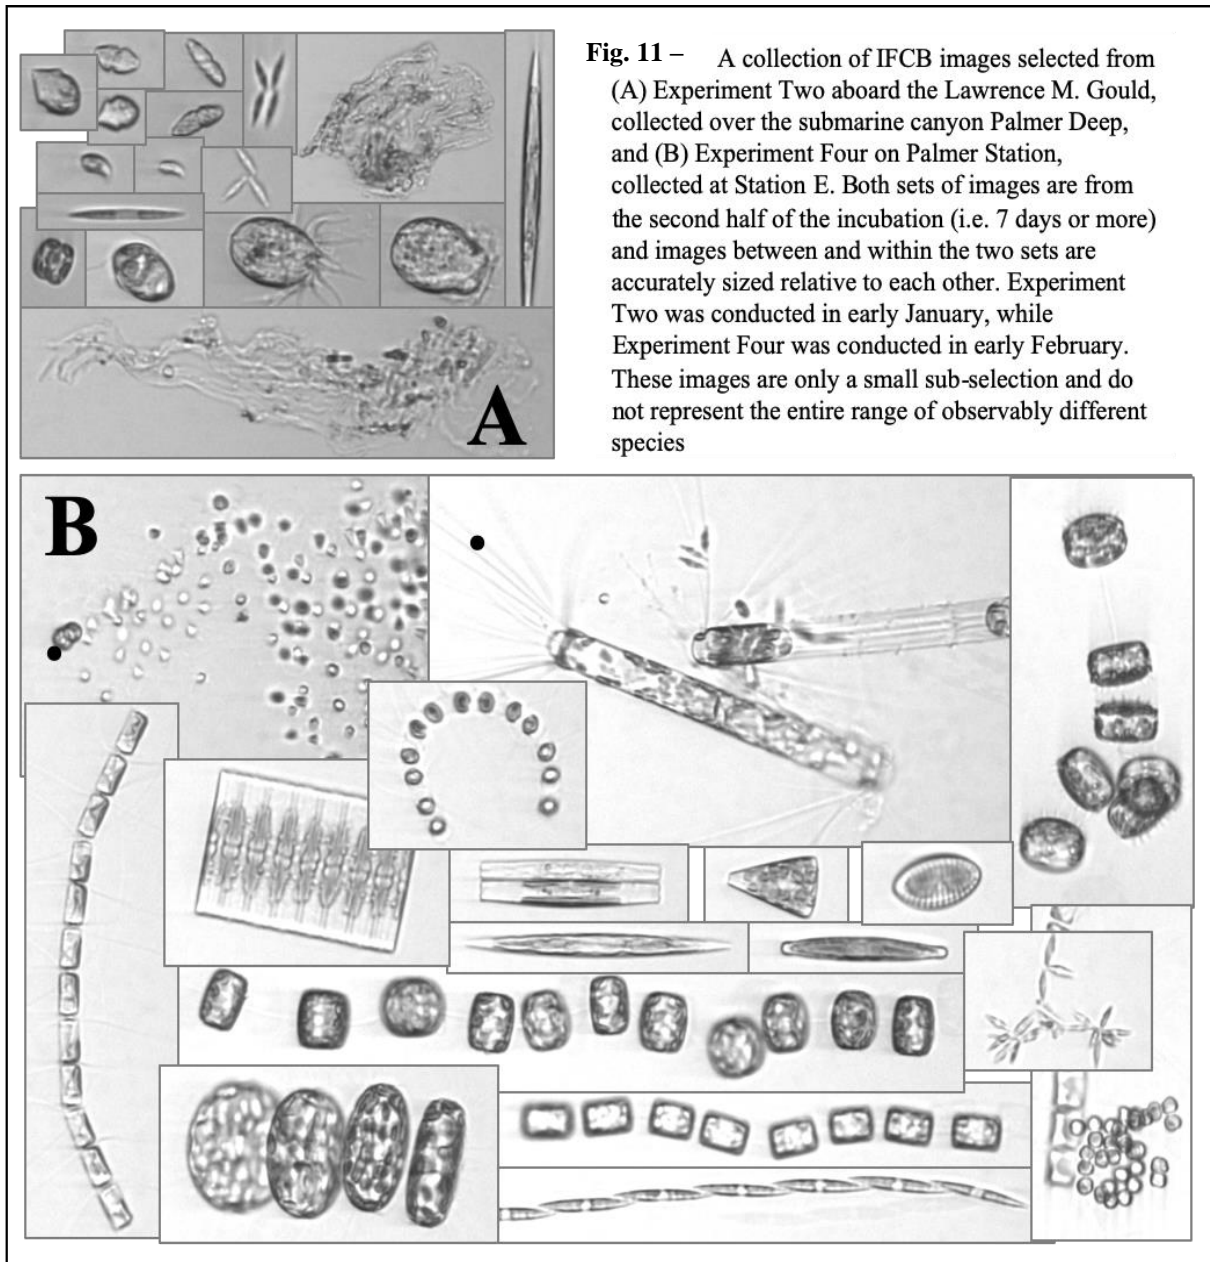 Fig. 11 – A collection of IFCB images selected from
(A) Experiment Two aboard the Lawrence M. Gould,
collected over the submarine canyon Palmer Deep,
and (B) Experiment Four on Palmer Station,
collected at Station E. Both sets of images are from
the second half of the incubation (i.e. 7 days or more)
and images between and within the two sets are
accurately sized relative to each other. Experiment
Two was conducted in early January, while
Experiment Four was conducted in early February.
These images are only a small sub-selection and do
not represent the entire range of observably different
species
A
B